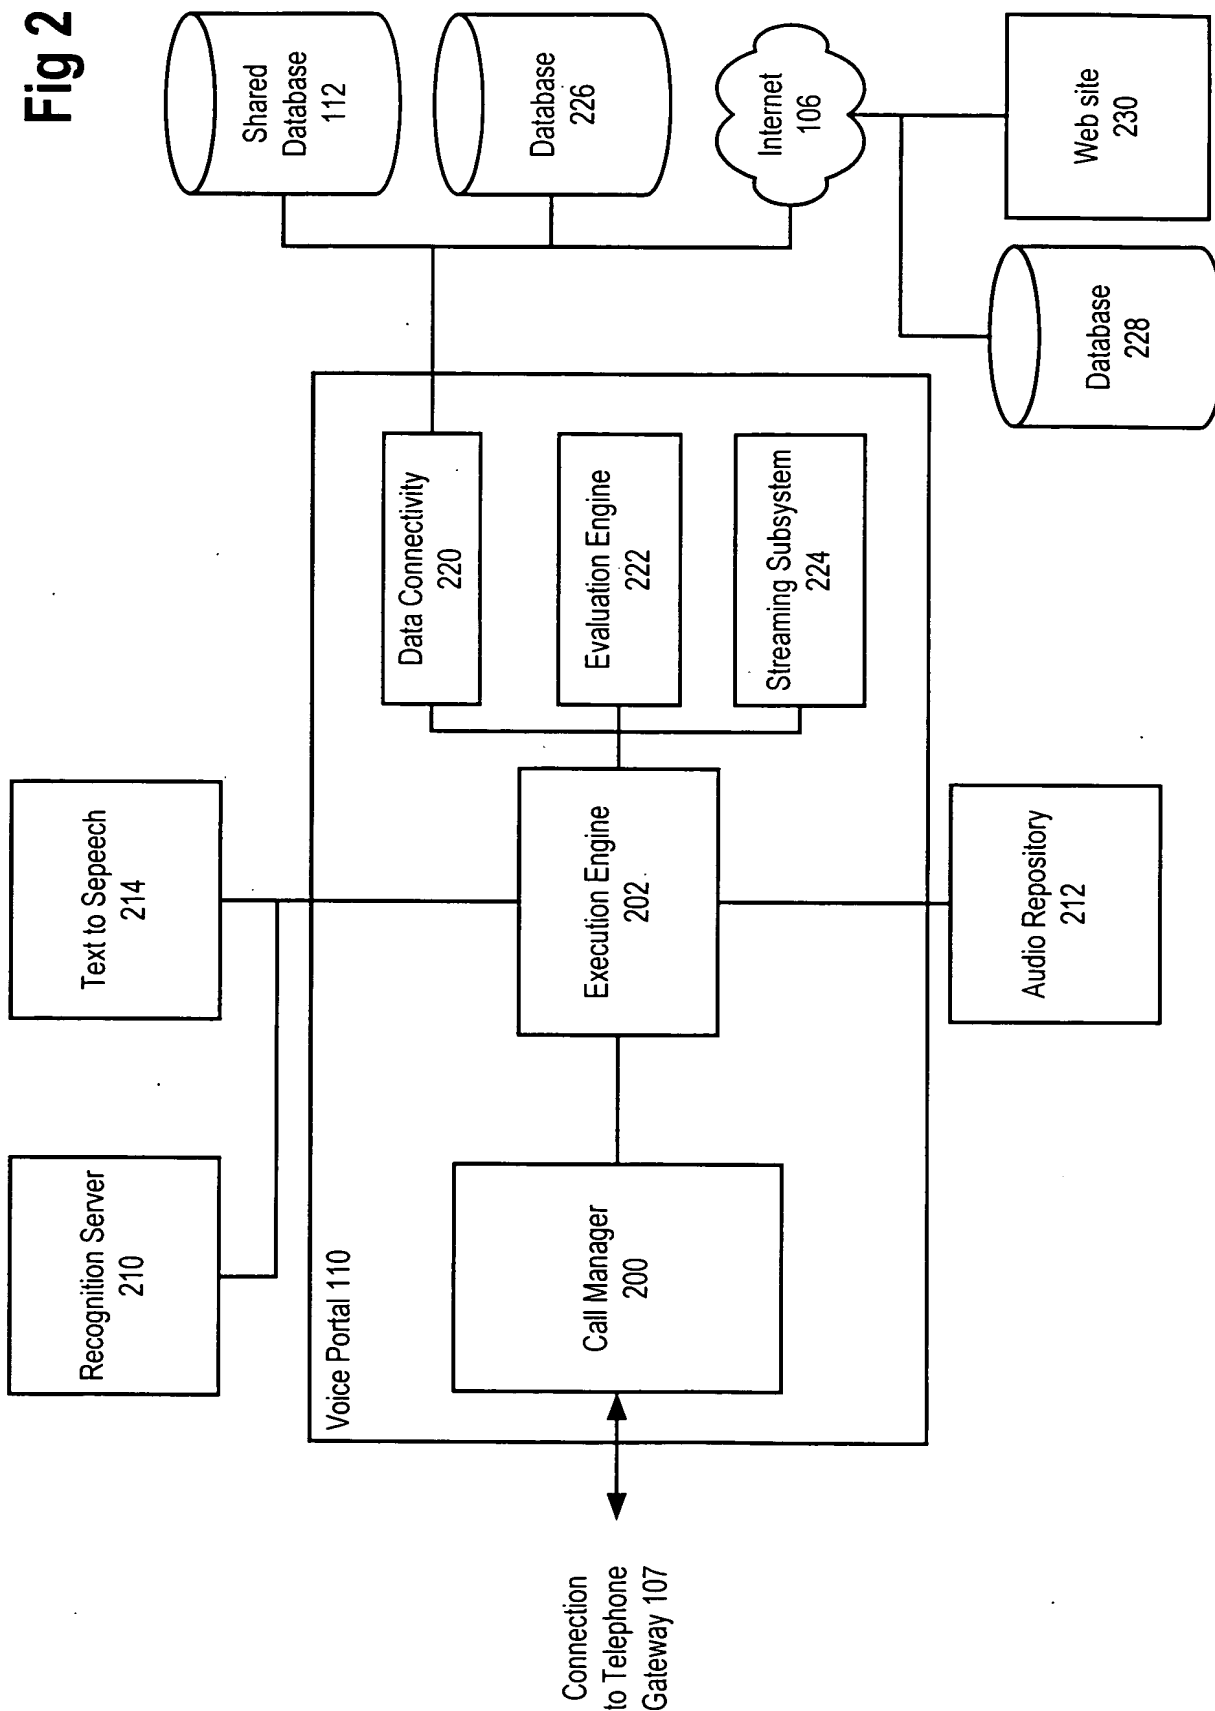 Fig 2
Recognition Server
210
Text to Sepeech
214
Shared
Database
112
Database
226
Internet
106
Web site
230
Database
228
Voice Portal 110
Data Connectivity
220
Evaluation Engine
222
Streaming Subsystem
224
Execution Engine
202
Call Manager
200
Connection
to Telephone
Gateway 107
Audio Repository
212